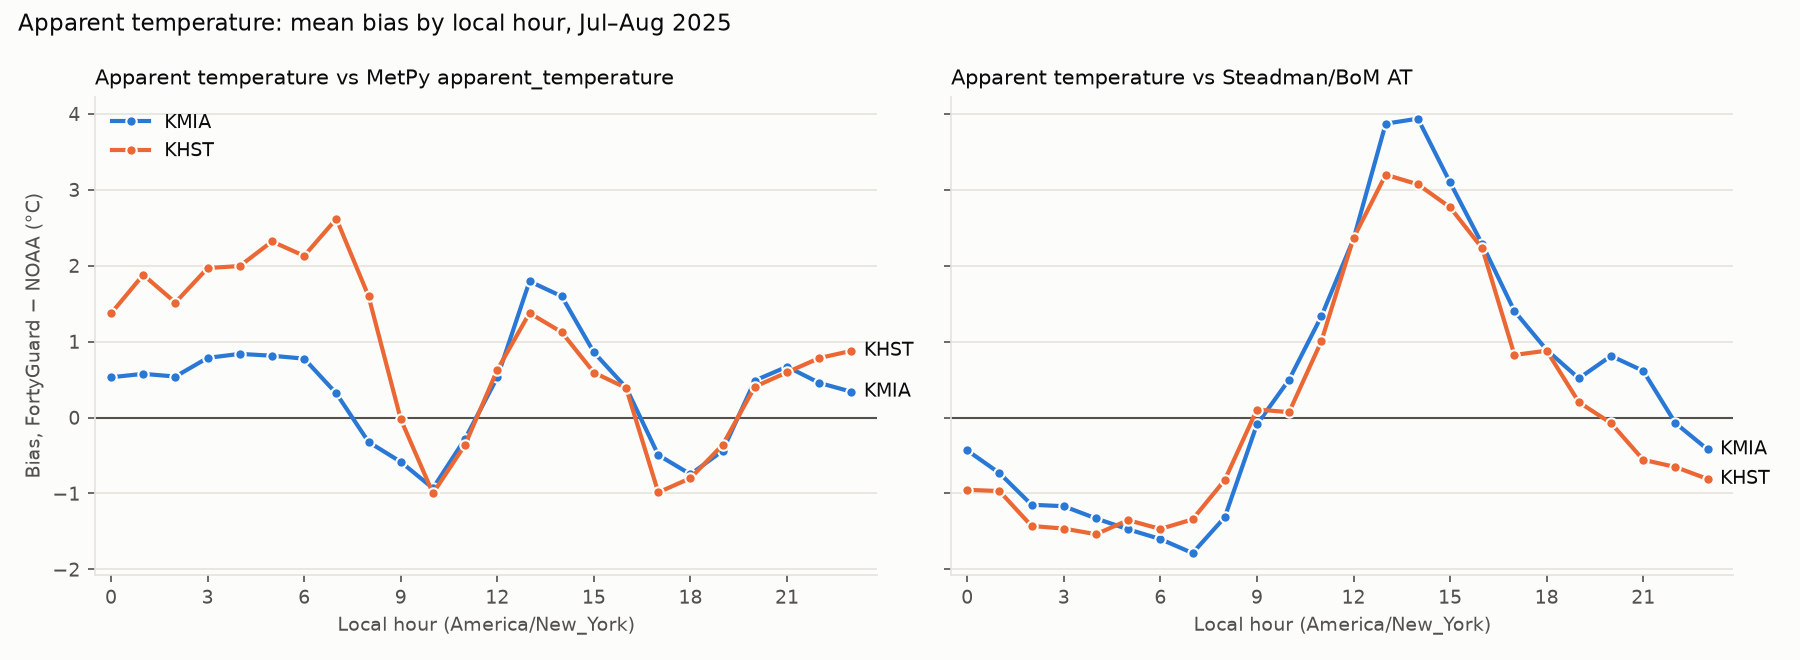 Apparent temperature: mean bias by local hour, Jul–Aug 2025
Apparent temperature vs MetPy apparent_temperature
Bias, FortyGuard − NOAA (°C)
4
3
2
1
0
−1
−2
KMIA
KHST
KHST
KMIA
0 3 6 9 12 15 18 21
Local hour (America/New_York)
Apparent temperature vs Steadman/BoM AT
KMIA
KHST
0 3 6 9 12 15 18 21
Local hour (America/New_York)